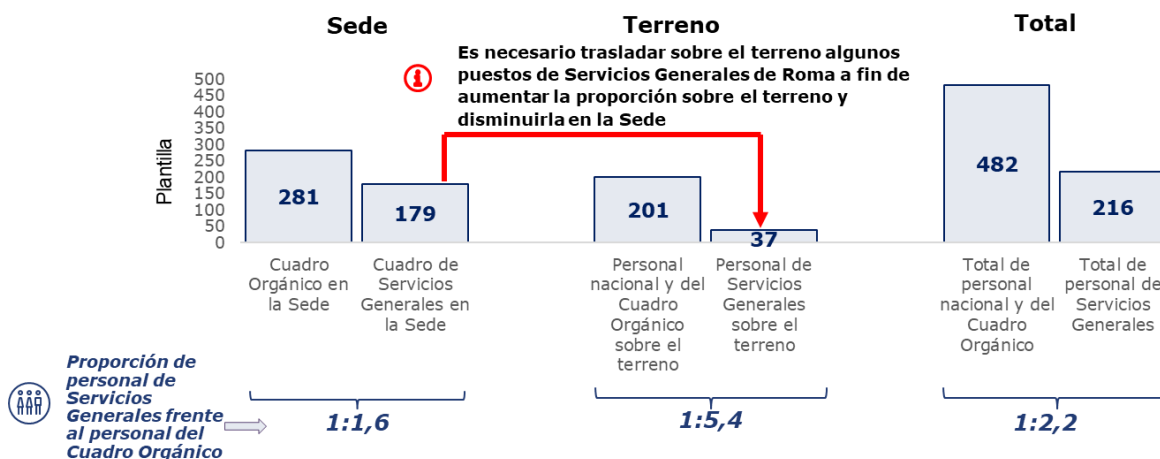 Sede
Terreno
Total
Es necesario trasladar sobre el terreno algunos
puestos de Servicios Generales de Roma a fin de
aumentar la proporción sobre el terreno y
disminuirla en la Sede
Plantilla
500
450
400
350
300
250
200
150
100
50
0
281
179
201
37
482
216
Cuadro
Orgánico en
la Sede
Cuadro de
Servicios
Generales en
la Sede
Personal
nacional y del
Cuadro
Orgánico
sobre el
terreno
Personal de
Servicios
Generales
sobre el
terreno
Total de
personal
nacional y del
Cuadro
Orgánico
Total de
personal de
Servicios
Generales
Proporción de
personal de
Servicios
Generales frente
al personal del
Cuadro Orgánico
1:1,6
1:5,4
1:2,2